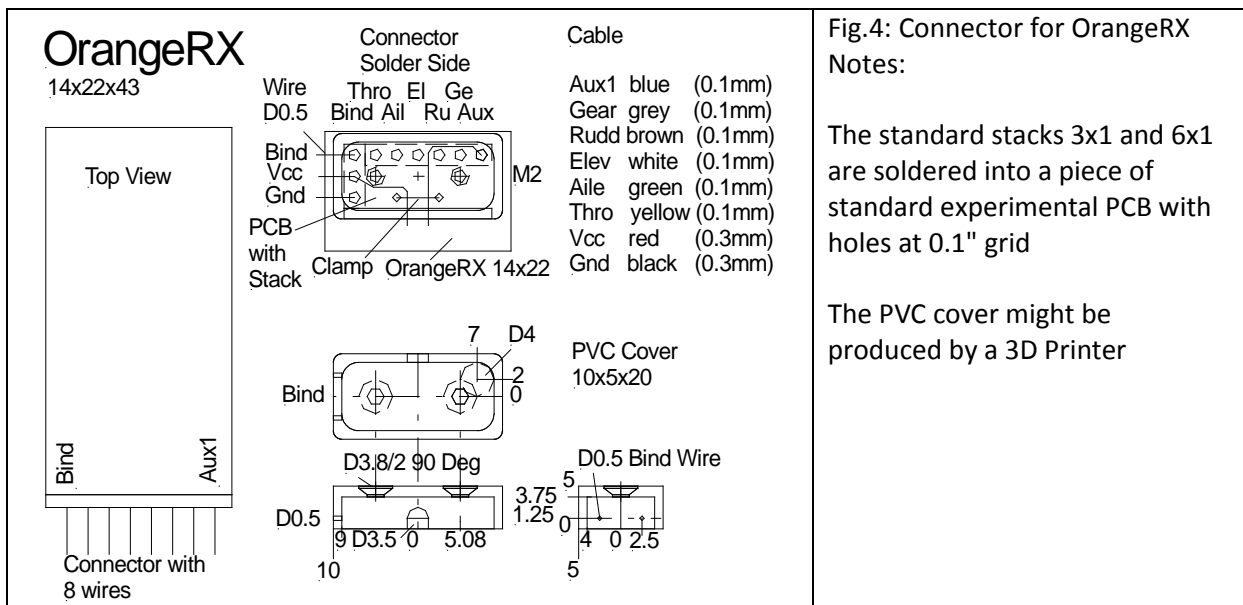 OrangeRX
14x22x43
Top View
Bind
Aux1
Connector with
8 wires
Connector
Solder Side
Wire
D0.5
Thro El Ge
Bind Ail Ru Aux
Bind
Vcc
Gnd
M2
PCB
with
Stack
Clamp
OrangeRX 14x22
Cable
Aux1 blue (0.1mm)
Gear grey (0.1mm)
Rudd brown (0.1mm)
Elev white (0.1mm)
Aile green (0.1mm)
Thro yellow (0.1mm)
Vcc red (0.3mm)
Gnd black (0.3mm)
7 D4
2
0
Bind
PVC Cover
10x5x20
D3.8/2 90 Deg
D0.5
9 D3.5 0 5.08
10
D0.5 Bind Wire
5
3.75
1.25
0
4 0 2.5
5
Fig.4: Connector for OrangeRX
Notes:
The standard stacks 3x1 and 6x1
are soldered into a piece of
standard experimental PCB with
holes at 0.1" grid
The PVC cover might be
produced by a 3D Printer